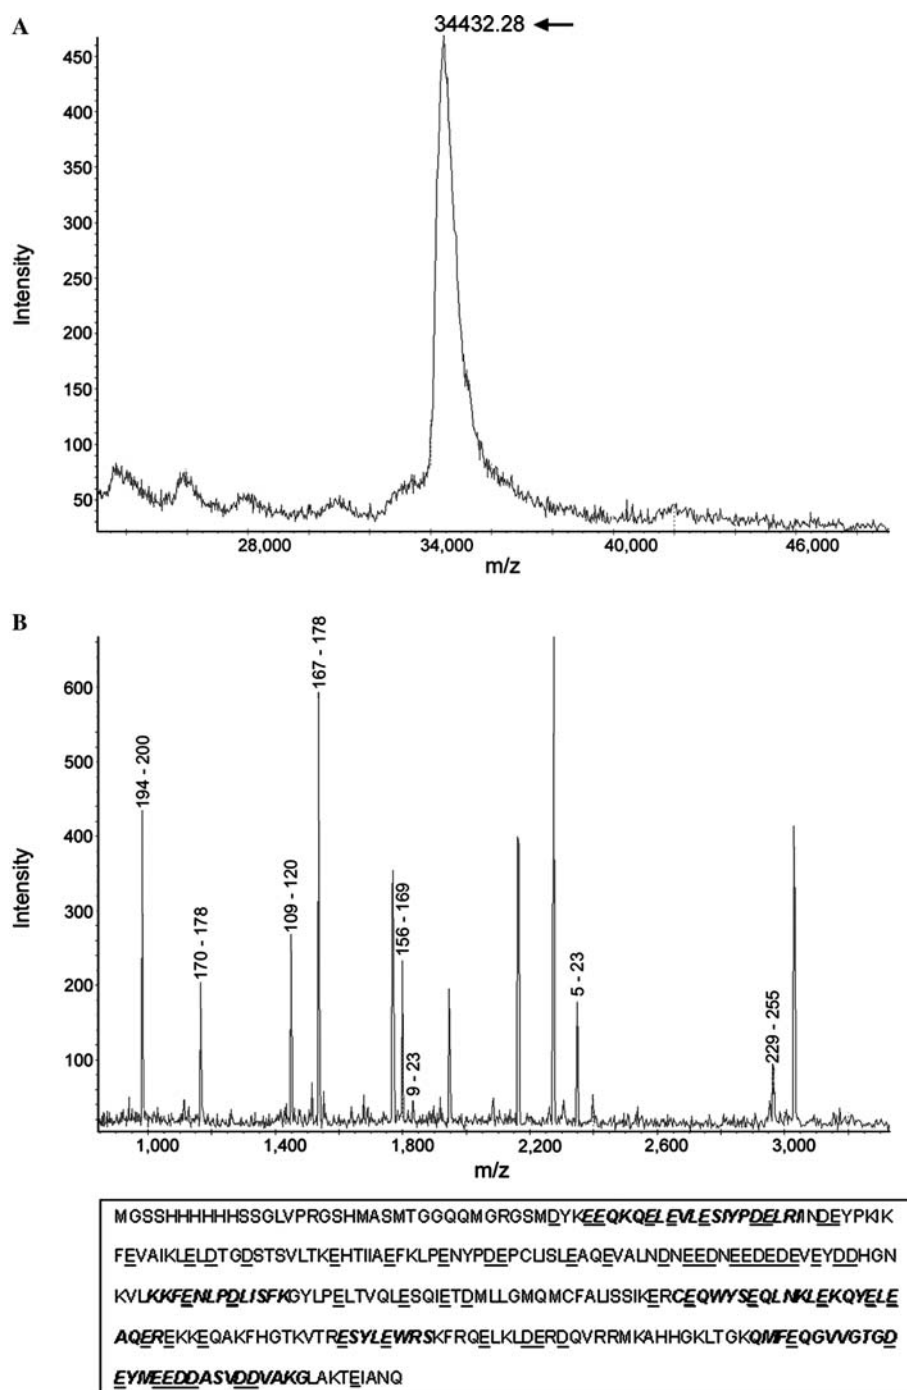 A
34432.28
450
400
350
300
250
200
150
100
50
Intensity
28,000
34,000
40,000
46,000
m/z
B
600
500
400
300
200
100
Intensity
194 - 200
170 - 178
109 - 120
167 - 178
156 - 169
9 - 23
5 - 23
229 - 255
1,000
1,400
1,800
2,200
2,600
3,000
m/z
MGSSHHHHHHSSGLVPRGSHMASMTGGQQMGRGSMDYKEEQKQELEVLESIYPDELRIINDEYPKIK
FEVAIKLELDTGDSTSVLTKEHTIIAEFKLPENYPDEPCLISLEAQEVALNDNEEDNEEDEDEVEYDDHGN
KVLKKFENLPDLISFKGYLPELTVQLESQIETDMLLGMQMCFALISSIKERCEQWYSEQLNKLEKQYELE
AQEREKKEQAKFHGTKVTRESYLEWRSKFRQELKLDERDQVRRMKAHHGKLTGKQMFEQGVVGTGD
EYMEEDDASVDDVAKGLAKTEIANQ